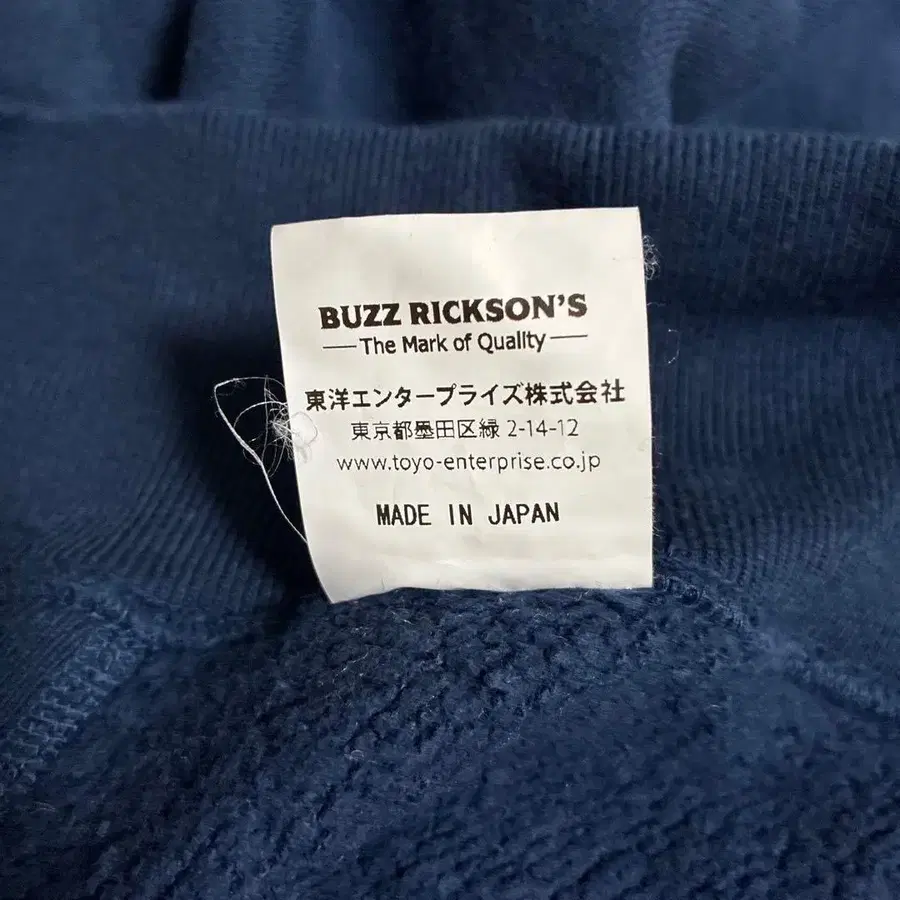 BUZZ RICKSON'S
The Mark of Quality
東洋エンタープライズ株式会社
東京都墨田区緑 2-14-12
www.toyo-enterprise.co.jp
MADE IN JAPAN